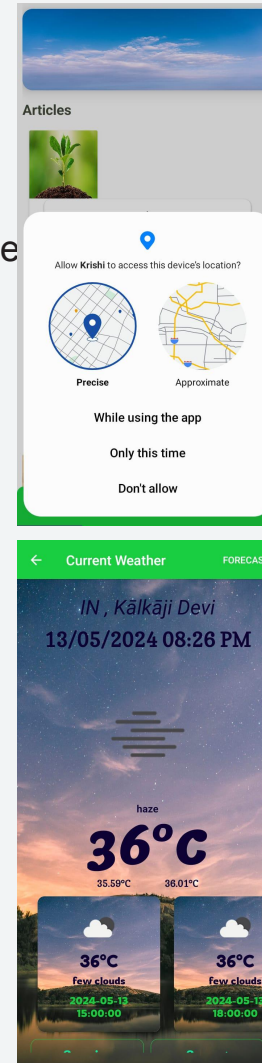 Articles
e
Allow Krishi to access this device's location?
Precise
Approximate
While using the app
Only this time
Don't allow
Current Weather
FORECAS
IN , Kālkāji Devi
13/05/2024 08:26 PM
haze
36°C
35.59°C
36.01°C
36°C
few clouds
2024-05-13
15:00:00
36°C
few clouds
2024-05-13
18:00:00